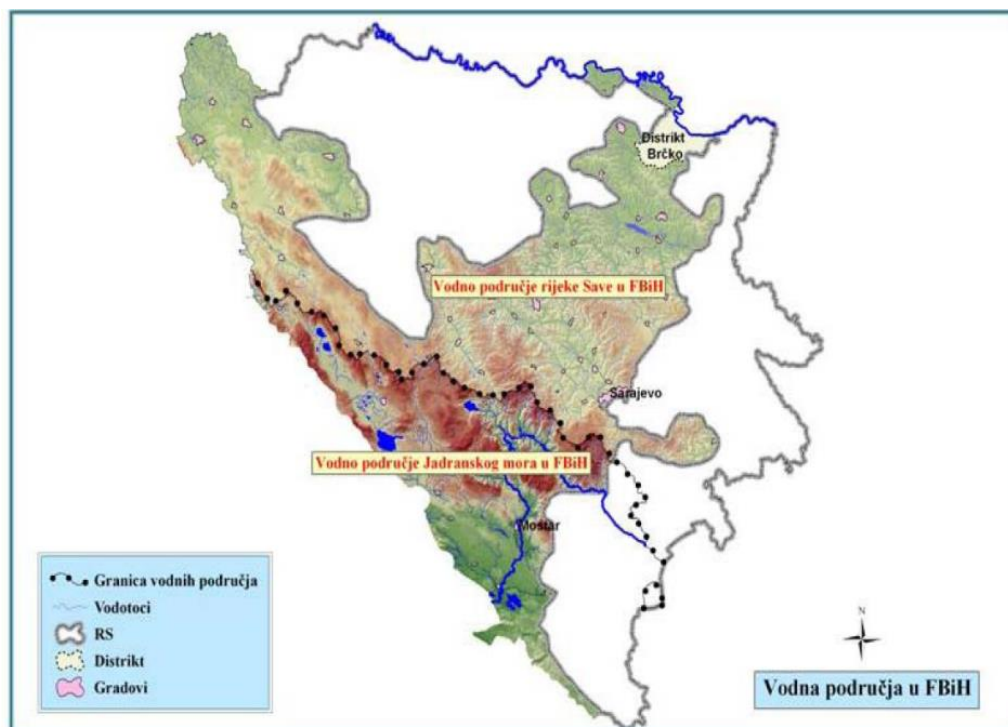 Distrikt
Brčko
Vodno područje rijeke Save u FBiH
Sarajevo
Vodno područje Jadranskog mora u FBiH
Mostar
Granica vodnih područja
Vodotoci
RS
Distrikt
Gradovi
N
Vodna područja u FBiH